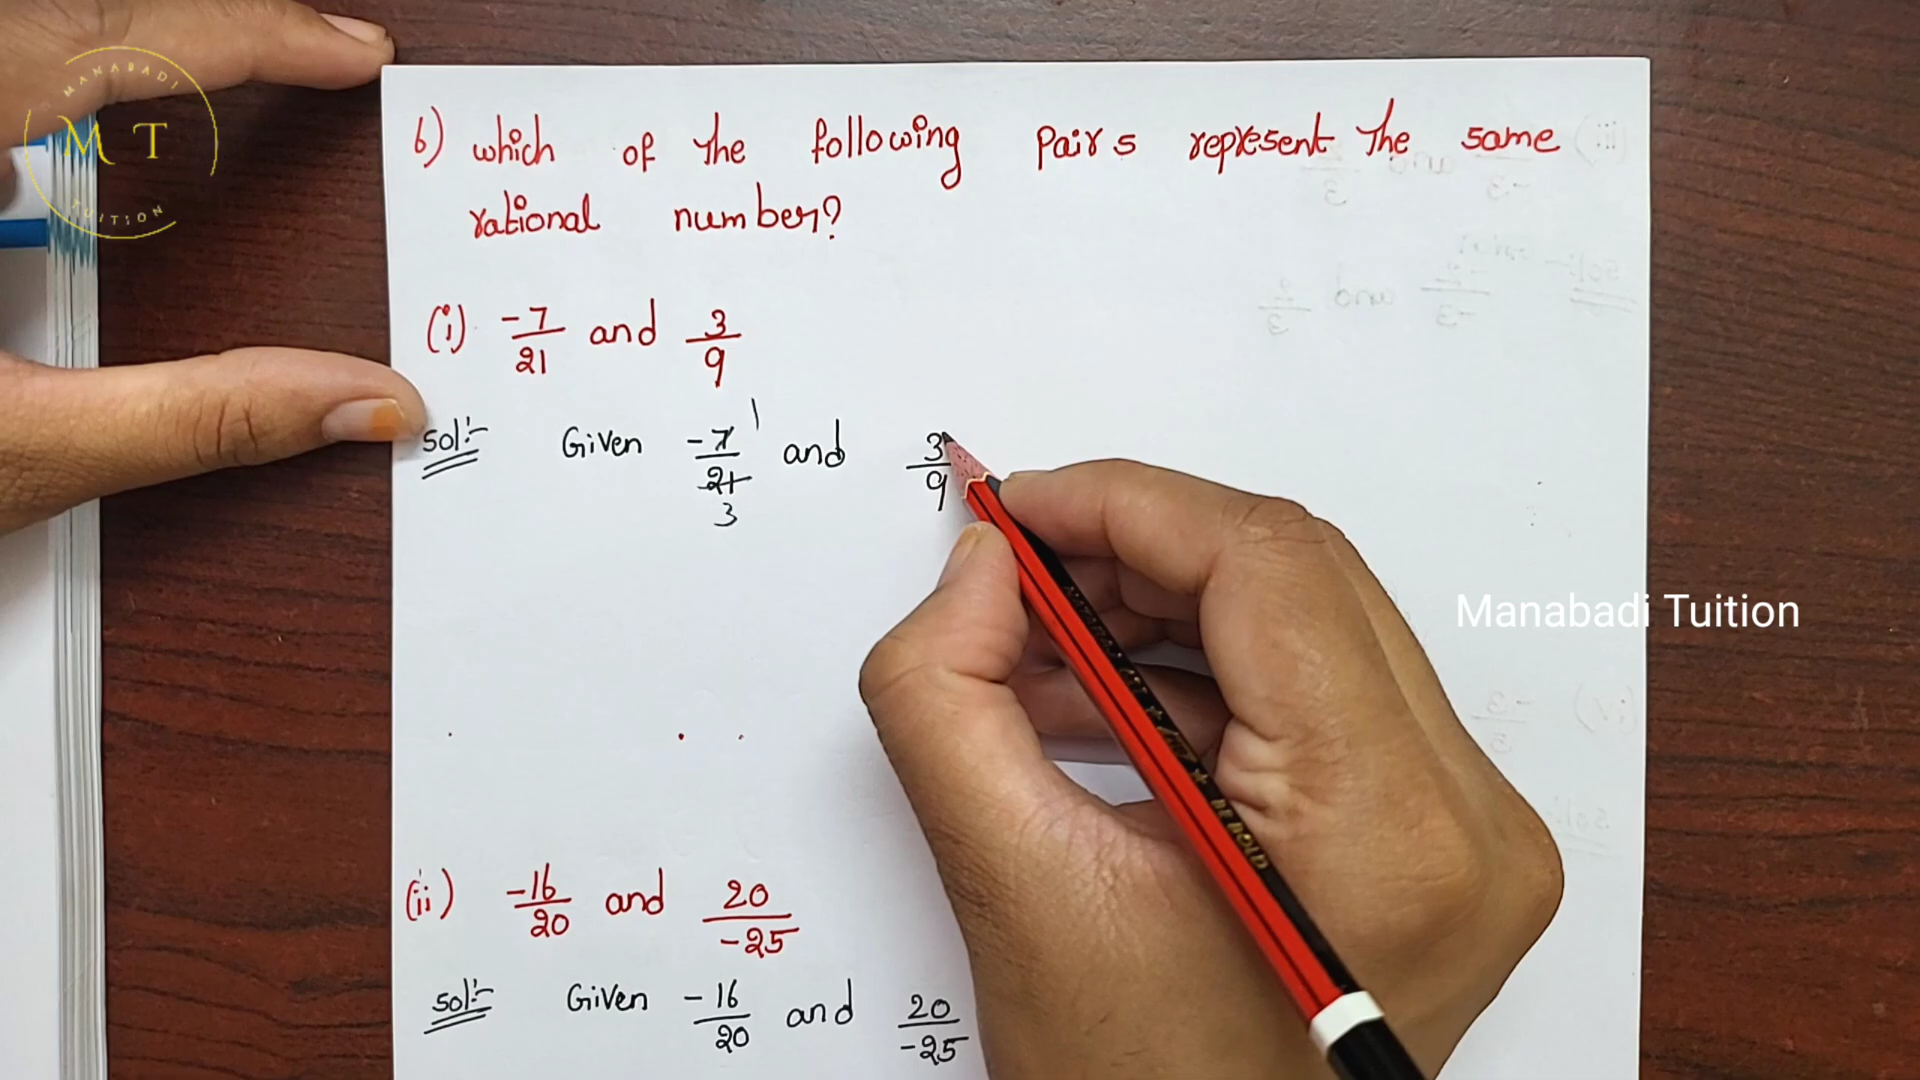 MANABADI
MT
TUITION
6) which of the following pairs represent the same
rational number?
(i) -7/21 and 3/9
Sol:- Given -7/21 1 3 and 3/9
Manabadi Tuition
(ii) -16/20 and 20/-25
Sol:- Given -16/20 and 20/-25